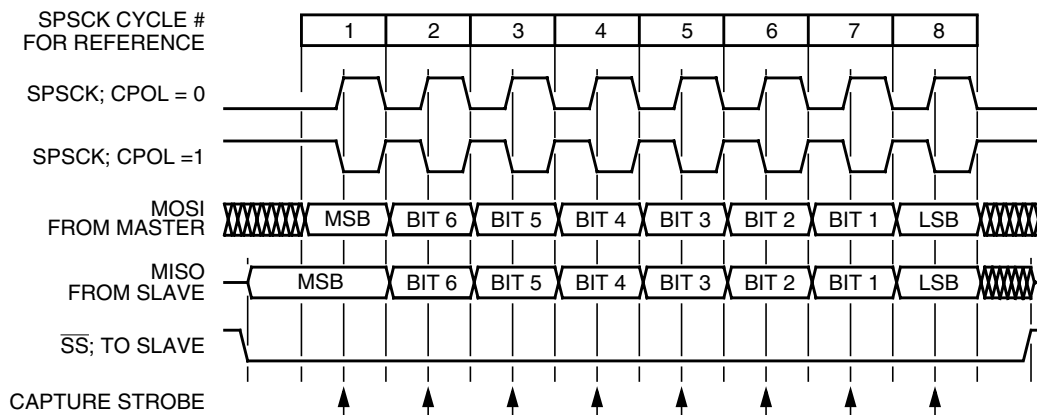 SPSCK CYCLE #
FOR REFERENCE
1 2 3 4 5 6 7 8
SPSCK; CPOL = 0
SPSCK; CPOL =1
MOSI
FROM MASTER
MSB BIT 6 BIT 5 BIT 4 BIT 3 BIT 2 BIT 1 LSB
MISO
FROM SLAVE
MSB BIT 6 BIT 5 BIT 4 BIT 3 BIT 2 BIT 1 LSB
SS; TO SLAVE
CAPTURE STROBE